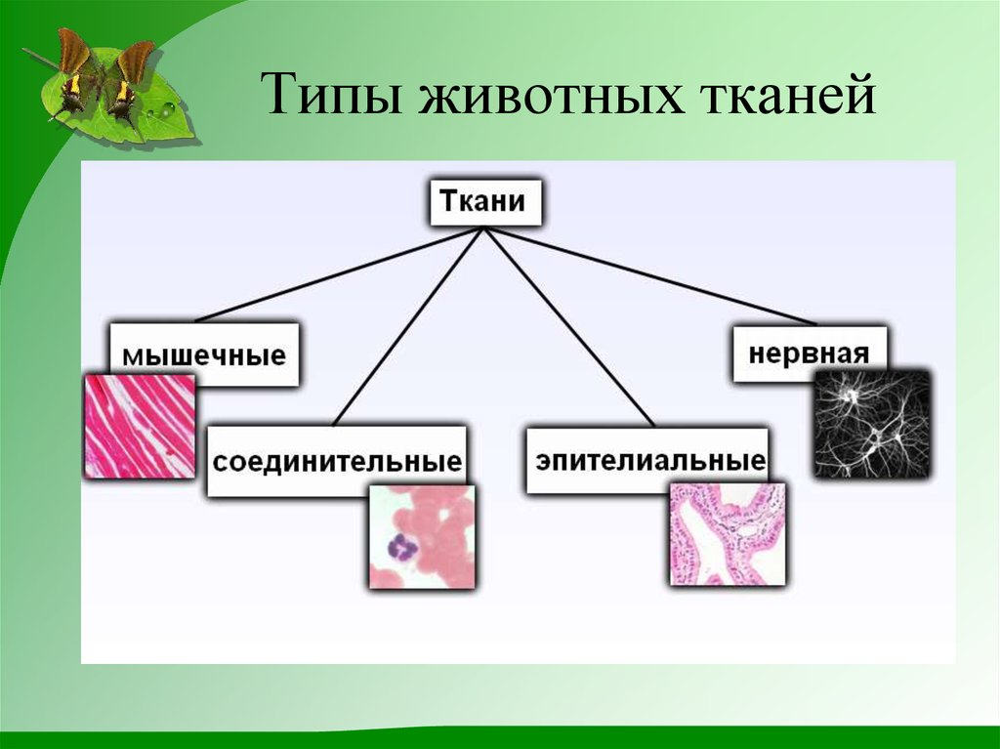 Типы животных тканей
Ткани
мышечные
нервная
соединительные
эпителиальные